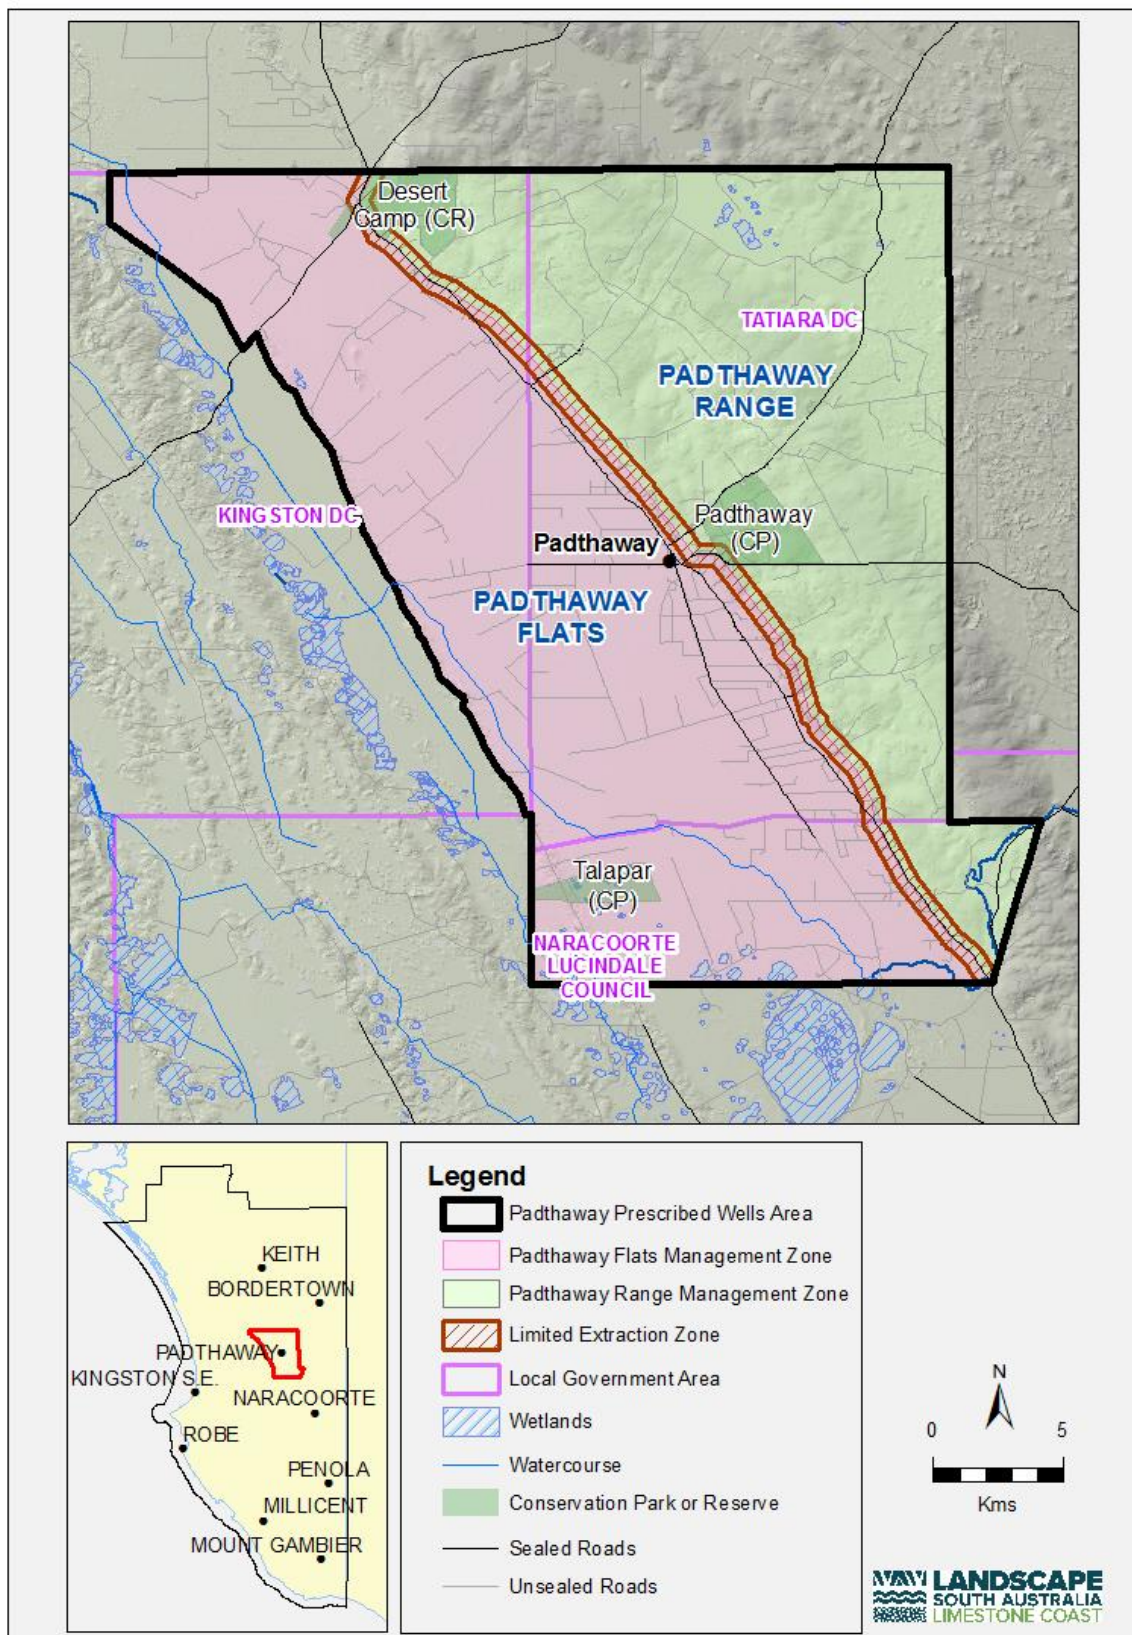 Desert
Camp (CR)
TATIARA DC
PADTHAWAY
RANGE
KINGSTON DC
Padthaway
(CP)
Padthaway
PADTHAWAY
FLATS
Talapar
(CP)
NARACOORTE
LUCINDALE
COUNCIL
KEITH
BORDERTOWN
PADTHAWAY
KINGSTON S.E.
NARACOORTE
ROBE
PENOLA
MILLICENT
MOUNT GAMBIER
Legend
Padthaway Prescribed Wells Area
Padthaway Flats Management Zone
Padthaway Range Management Zone
Limited Extraction Zone
Local Government Area
Wetlands
Watercourse
Conservation Park or Reserve
Sealed Roads
Unsealed Roads
N
0 5
Kms
LANDSCAPE
SOUTH AUSTRALIA
LIMESTONE COAST